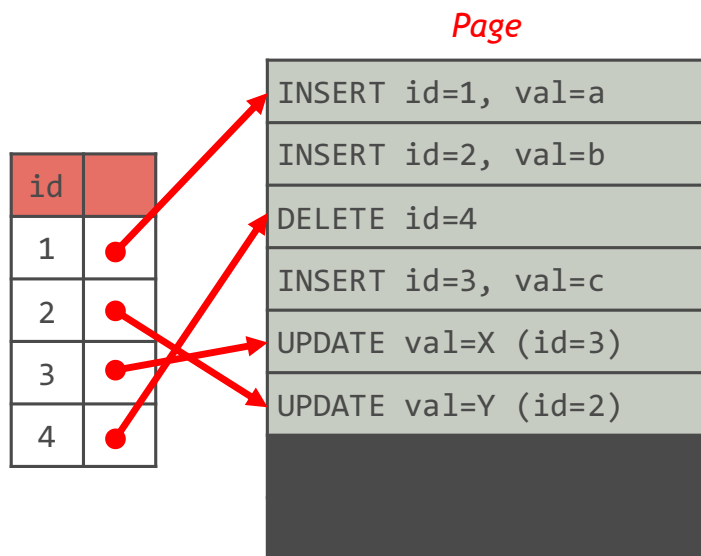 Page
INSERT id=1, val=a
INSERT id=2, val=b
DELETE id=4
INSERT id=3, val=c
UPDATE val=X (id=3)
UPDATE val=Y (id=2)
id
1
2
3
4